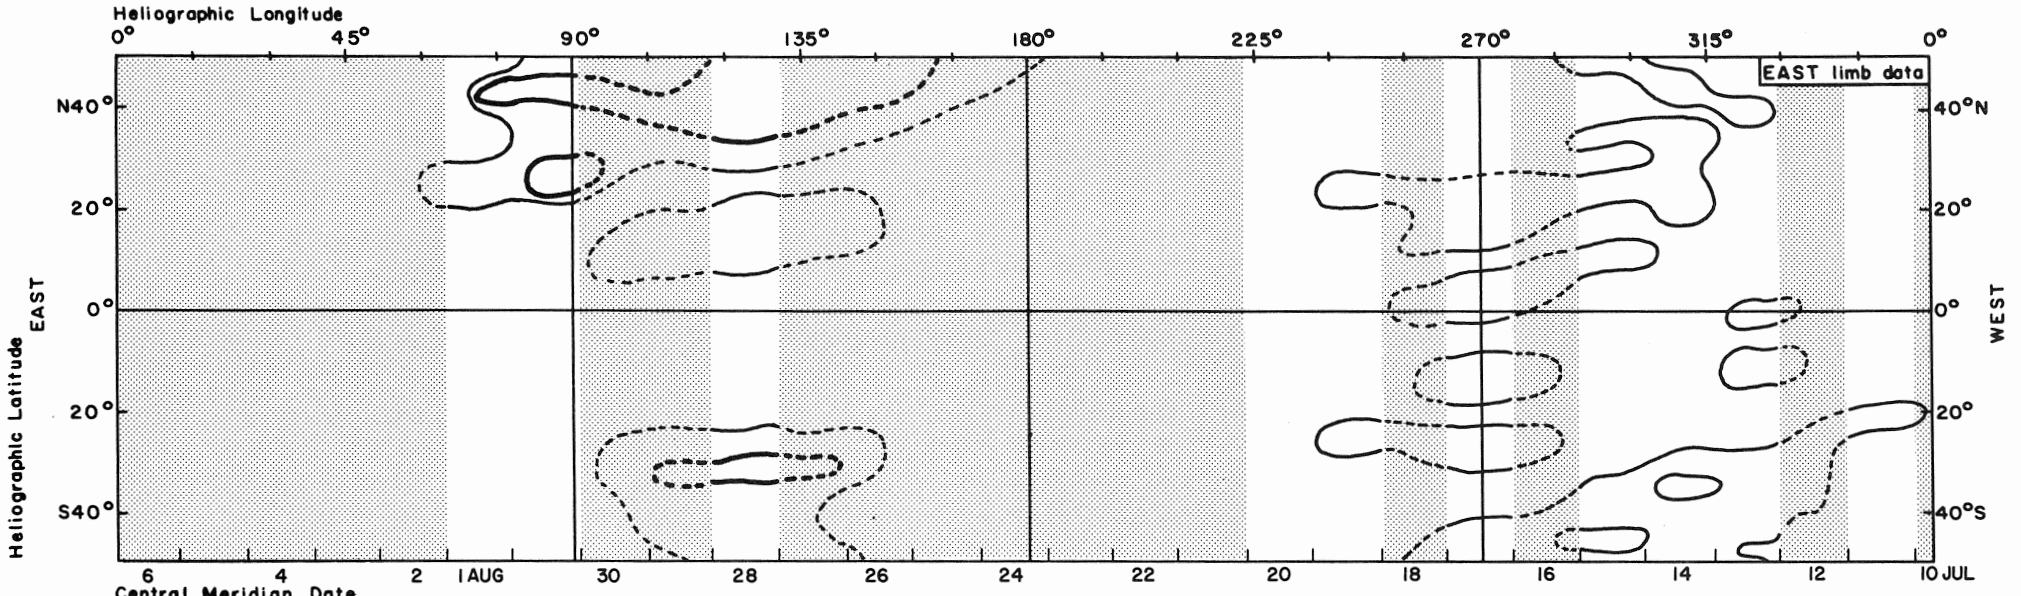 Heliographic Longitude
0° 45° 90° 135° 180° 225° 270° 315° 0°
EAST limb data
N40° 40°N
20° 20°
0° 0°
20° 20°
S40° 40°S
EAST
Heliographic Latitude
WEST
6 4 2 1 AUG 30 28 26 24 22 20 18 16 14 12 10 JUL
Central Meridian Date